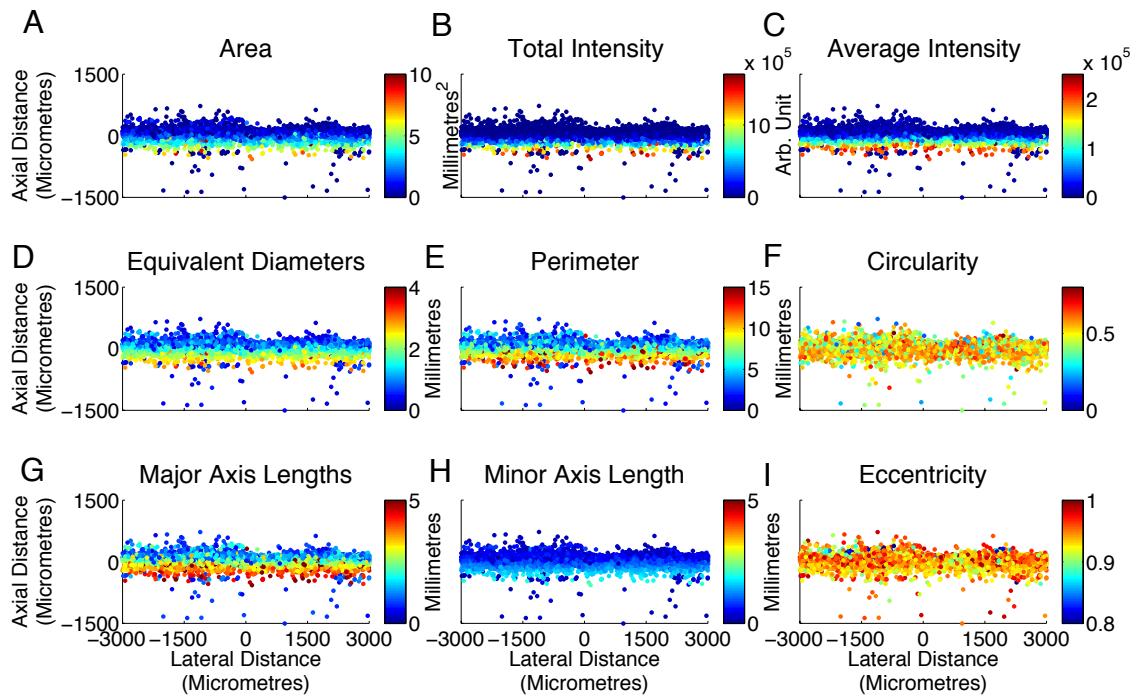 A
Area
B
Total Intensity
C
Average Intensity
x 10^5
x 10^5
1500
0
−1500
Axial Distance
(Micrometres)
10
5
0
Millimetres^2
10
5
0
Arb. Unit
2
1
0
D
Equivalent Diameters
E
Perimeter
F
Circularity
1500
0
−1500
Axial Distance
(Micrometres)
4
2
0
Millimetres
15
10
5
0
Millimetres
0.5
0
G
Major Axis Lengths
H
Minor Axis Length
I
Eccentricity
1500
0
−1500
Axial Distance
(Micrometres)
5
0
Millimetres
5
0
Millimetres
1
0.9
0.8
−3000 −1500 0 1500 3000
−3000 −1500 0 1500 3000
−3000 −1500 0 1500 3000
Lateral Distance
(Micrometres)
Lateral Distance
(Micrometres)
Lateral Distance
(Micrometres)